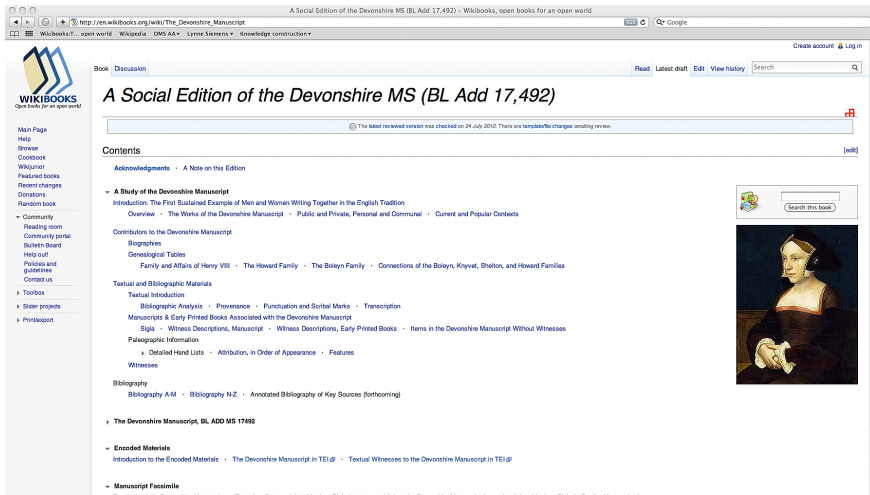 A Social Edition of the Devonshire MS (BL Add 17,492) – Wikibooks, open books for an open world
http://en.wikibooks.org/wiki/The_Devonshire_Manuscript
RSS
Google
Wikibooks:T... open world Wikipedia DMS AA Lynne Siemens Knowledge construction
Create account Log in
Book Discussion Read Latest draft Edit View history Search
WIKIBOOKS
Open books for an open world
Main Page
Help
Browse
Cookbook
Wikijunior
Featured books
Recent changes
Donations
Random book
Community
Reading room
Community portal
Bulletin Board
Help out!
Policies and
guidelines
Contact us
Toolbox
Sister projects
Print/export
A Social Edition of the Devonshire MS (BL Add 17,492)
The latest reviewed version was checked on 24 July 2012. There are template/file changes awaiting review.
Contents [edit]
Acknowledgments · A Note on this Edition
A Study of the Devonshire Manuscript
Introduction: The First Sustained Example of Men and Women Writing Together in the English Tradition
Overview · The Works of the Devonshire Manuscript · Public and Private, Personal and Communal · Current and Popular Contexts
Contributors to the Devonshire Manuscript
Biographies
Genealogical Tables
Family and Affairs of Henry VIII · The Howard Family · The Boleyn Family · Connections of the Boleyn, Knyvet, Shelton, and Howard Families
Textual and Bibliographic Materials
Textual Introduction
Bibliographic Analysis · Provenance · Punctuation and Scribal Marks · Transcription
Manuscripts & Early Printed Books Associated with the Devonshire Manuscript
Sigla · Witness Descriptions, Manuscript · Witness Descriptions, Early Printed Books · Items in the Devonshire Manuscript Without Witnesses
Paleographic Information
Detailed Hand Lists · Attribution, in Order of Appearance · Features
Witnesses
Bibliography
Bibliography A-M · Bibliography N-Z · Annotated Bibliography of Key Sources (forthcoming)
The Devonshire Manuscript, BL ADD MS 17492
Encoded Materials
Introduction to the Encoded Materials · The Devonshire Manuscript in TEI · Textual Witnesses to the Devonshire Manuscript in TEI
Manuscript Facsimile
Search this book